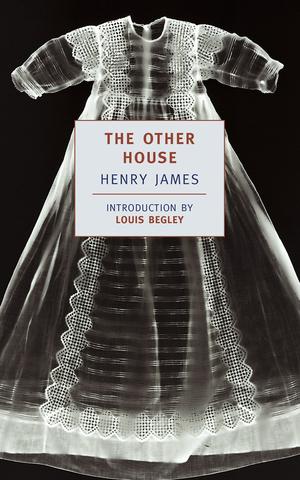 THE OTHER
HOUSE
HENRY JAMES
INTRODUCTION BY
LOUIS BEGLEY